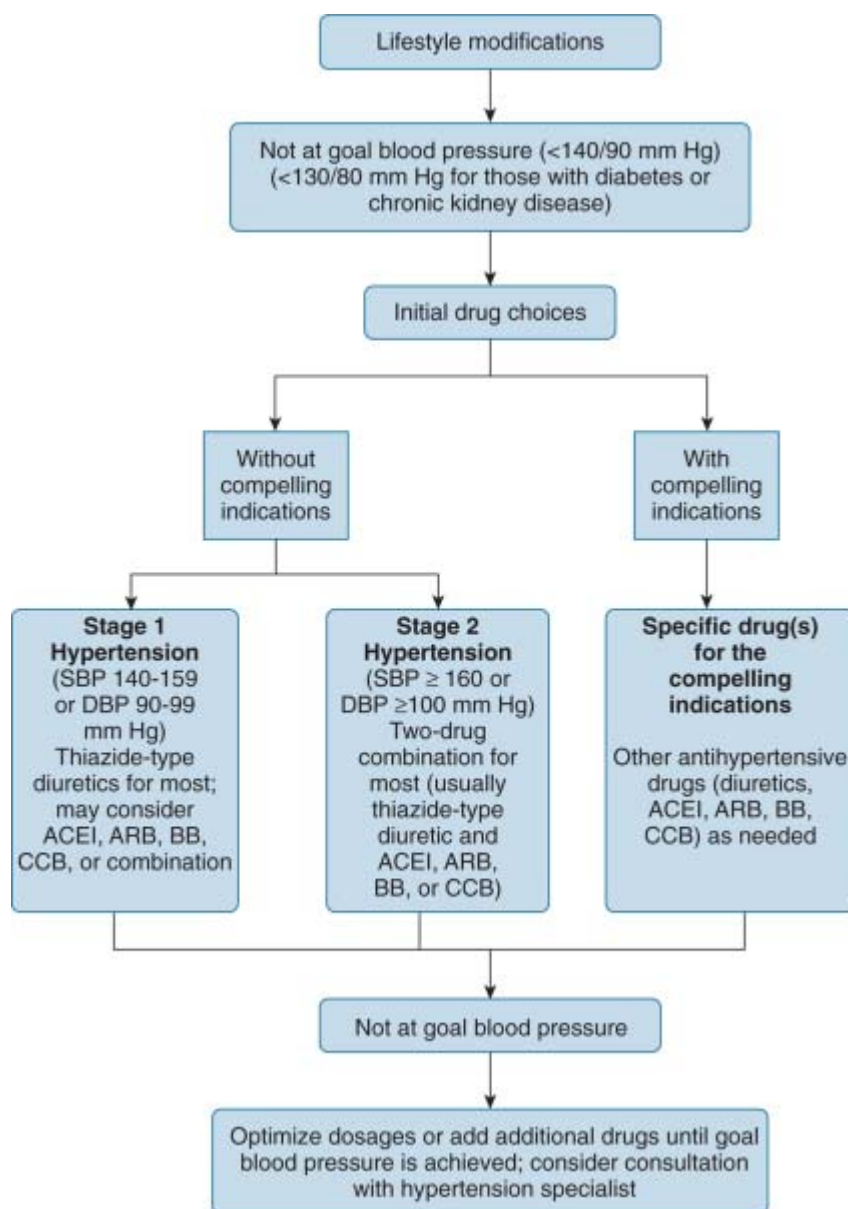 Lifestyle modifications
Not at goal blood pressure (<140/90 mm Hg)
(<130/80 mm Hg for those with diabetes or
chronic kidney disease)
Initial drug choices
Without
compelling
indications
With
compelling
indications
Stage 1
Hypertension
(SBP 140-159
or DBP 90-99
mm Hg)
Thiazide-type
diuretics for most;
may consider
ACEI, ARB, BB,
CCB, or combination
Stage 2
Hypertension
(SBP ≥ 160 or
DBP ≥100 mm Hg)
Two-drug
combination for
most (usually
thiazide-type
diuretic and
ACEI, ARB,
BB, or CCB)
Specific drug(s)
for the
compelling
indications
Other antihypertensive
drugs (diuretics,
ACEI, ARB, BB,
CCB) as needed
Not at goal blood pressure
Optimize dosages or add additional drugs until goal
blood pressure is achieved; consider consultation
with hypertension specialist